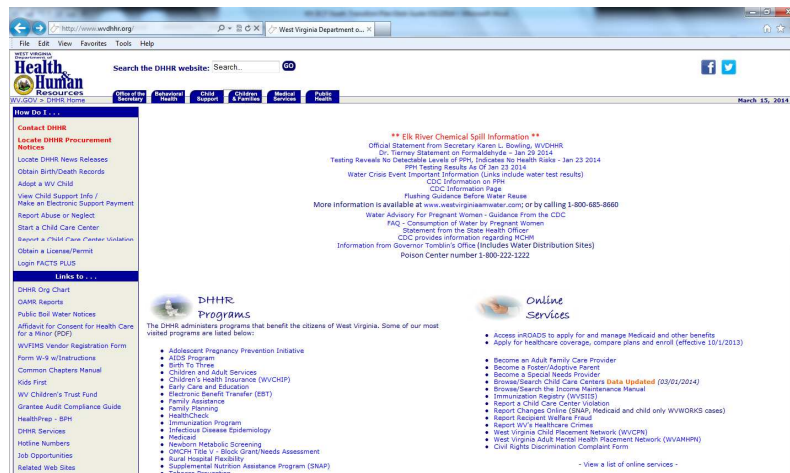 http://www.wvdhhr.org/
West Virginia Department o...
File Edit View Favorites Tools Help
WEST VIRGINIA
Department of
Health
& Human
Resources
Search the DHHR website: Search... GO
Office of the Secretary
Behavioral Health
Child Support
Children & Families
Medical Services
Public Health
WV.GOV > DHHR Home
March 15, 2014
How Do I . . .
Contact DHHR
Locate DHHR Procurement
Notices
Locate DHHR News Releases
Obtain Birth/Death Records
Adopt a WV Child
View Child Support Info /
Make an Electronic Support Payment
Report Abuse or Neglect
Start a Child Care Center
Report a Child Care Center Violation
Obtain a License/Permit
Login FACTS PLUS
Links to . . .
DHHR Org Chart
OAMR Reports
Public Boil Water Notices
Affidavit for Consent for Health Care
for a Minor (PDF)
WVFIMS Vendor Registration Form
Form W-9 w/Instructions
Common Chapters Manual
Kids First
WV Children's Trust Fund
Grantee Audit Compliance Guide
HealthPrep - BPH
DHHR Services
Hotline Numbers
Job Opportunities
Related Web Sites
** Elk River Chemical Spill Information **
Official Statement from Secretary Karen L. Bowling, WVDHHR
Dr. Tierney Statement on Formaldehyde – Jan 29 2014
Testing Reveals No Detectable Levels of PPH, Indicates No Health Risks - Jan 23 2014
PPH Testing Results As Of Jan 23 2014
Water Crisis Event Important Information (Links include water test results)
CDC Information on PPH
CDC Information Page
Flushing Guidance Before Water Reuse
More information is available at www.westvirginiaamwater.com; or by calling 1-800-685-8660
Water Advisory For Pregnant Women - Guidance From the CDC
FAQ - Consumption of Water by Pregnant Women
Statement from the State Health Officer
CDC provides information regarding MCHM
Information from Governor Tomblin's Office (Includes Water Distribution Sites)
Poison Center number 1-800-222-1222
DHHR
Programs
The DHHR administers programs that benefit the citizens of West Virginia. Some of our most
visited programs are listed below:
Adolescent Pregnancy Prevention Initiative
AIDS Program
Birth To Three
Children and Adult Services
Children's Health Insurance (WVCHIP)
Early Care and Education
Electronic Benefit Transfer (EBT)
Family Assistance
Family Planning
HealthCheck
Immunization Program
Infectious Disease Epidemiology
Medicaid
Newborn Metabolic Screening
OMCFH Title V - Block Grant/Needs Assessment
Rural Hospital Flexibility
Supplemental Nutrition Assistance Program (SNAP)
Tobacco Prevention
Online
Services
Access inROADS to apply for and manage Medicaid and other benefits
Apply for healthcare coverage, compare plans and enroll (effective 10/1/2013)
Become an Adult Family Care Provider
Become a Foster/Adoptive Parent
Become a Special Needs Provider
Browse/Search Child Care Centers Data Updated (03/01/2014)
Browse/Search the Income Maintenance Manual
Immunization Registry (WVSIIS)
Report a Child Care Center Violation
Report Changes Online (SNAP, Medicaid and child only WVWORKS cases)
Report Recipient Welfare Fraud
Report WV's Healthcare Crimes
West Virginia Child Placement Network (WVCPN)
West Virginia Adult Mental Health Placement Network (WVAMHPN)
Civil Rights Discrimination Complaint Form
- View a list of online services -